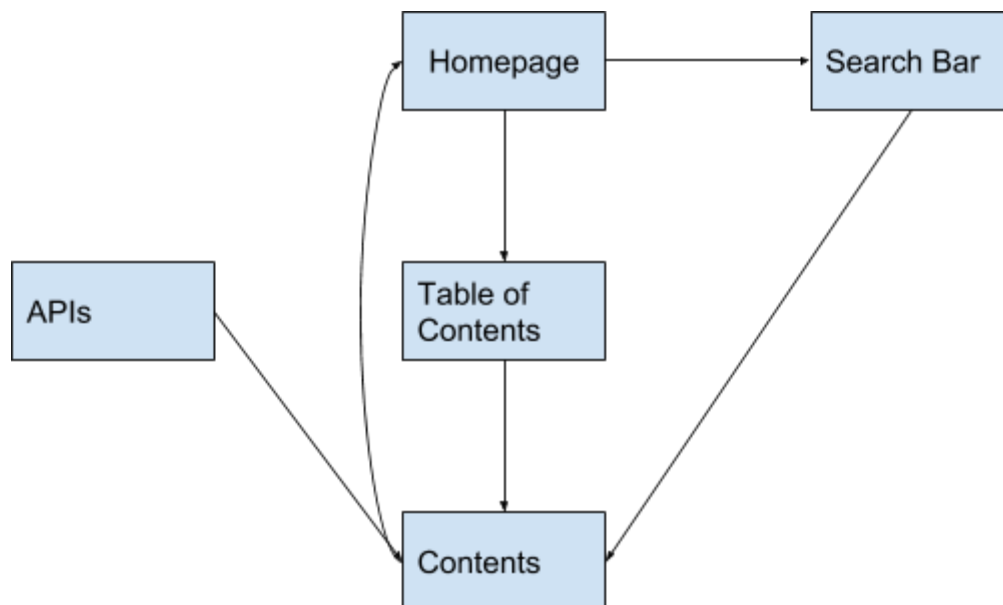 Homepage
Search Bar
APIs
Table of
Contents
Contents